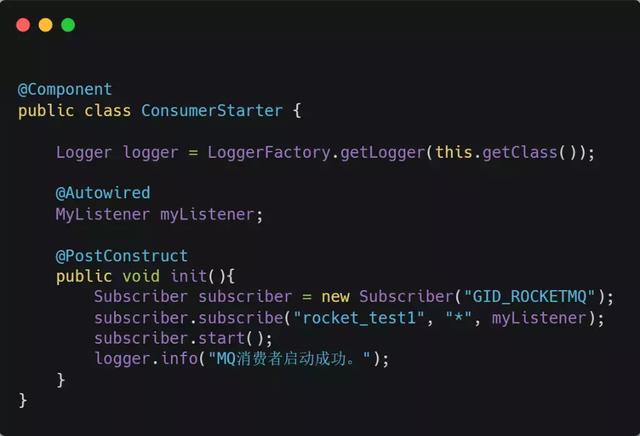 @Component
public class ConsumerStarter {
Logger logger = LoggerFactory.getLogger(this.getClass());
@Autowired
MyListener myListener;
@PostConstruct
public void init(){
Subscriber subscriber = new Subscriber("GID_ROCKETMQ");
subscriber.subscribe("rocket_test1", "*", myListener);
subscriber.start();
logger.info("MQ消费者启动成功。");
}
}